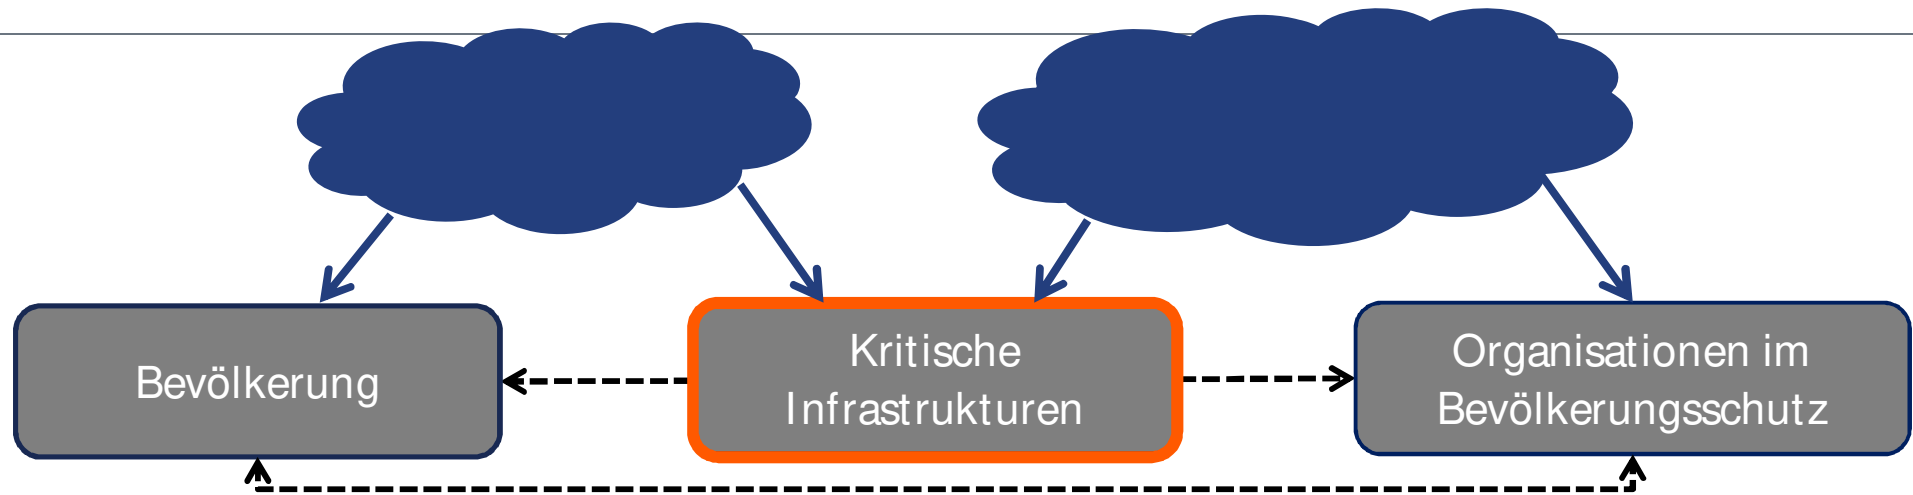 Bevölkerung
Kritische
Infrastrukturen
Organisationen im
Bevölkerungsschutz